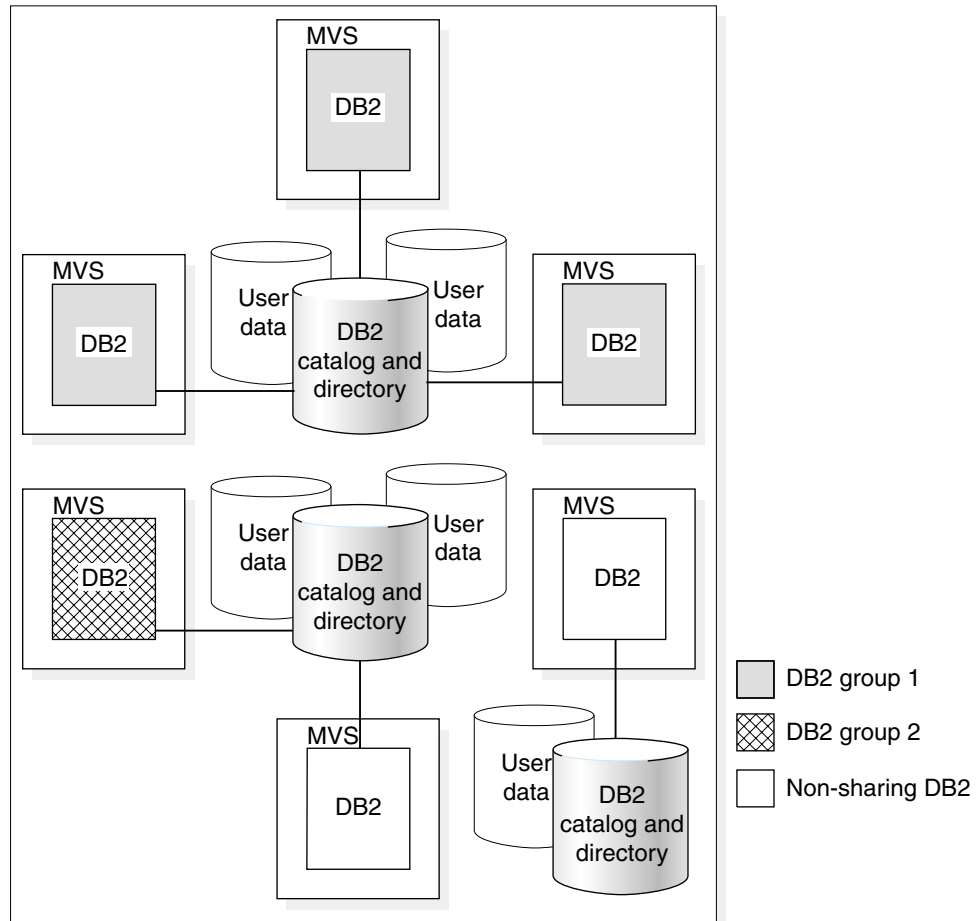 MVS
DB2
MVS
DB2
User
data
DB2
catalog and
directory
User
data
MVS
DB2
MVS
DB2
User
data
DB2
catalog and
directory
User
data
MVS
DB2
MVS
DB2
User
data
DB2
catalog and
directory
DB2 group 1
DB2 group 2
Non-sharing DB2